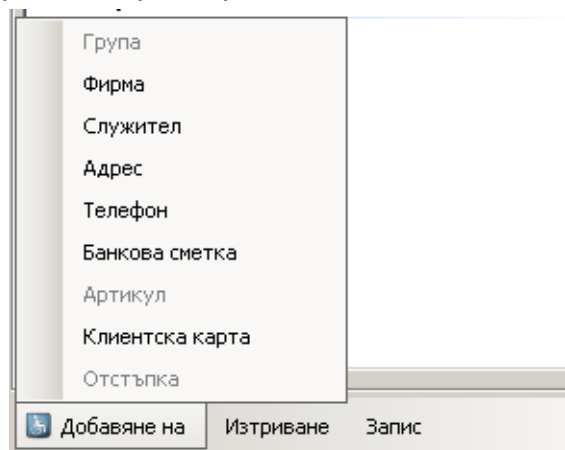 Група
Фирма
Служител
Адрес
Телефон
Банкова сметка
Артикул
Клиентска карта
Отстъпка
Добавяне на Изтриване Запис